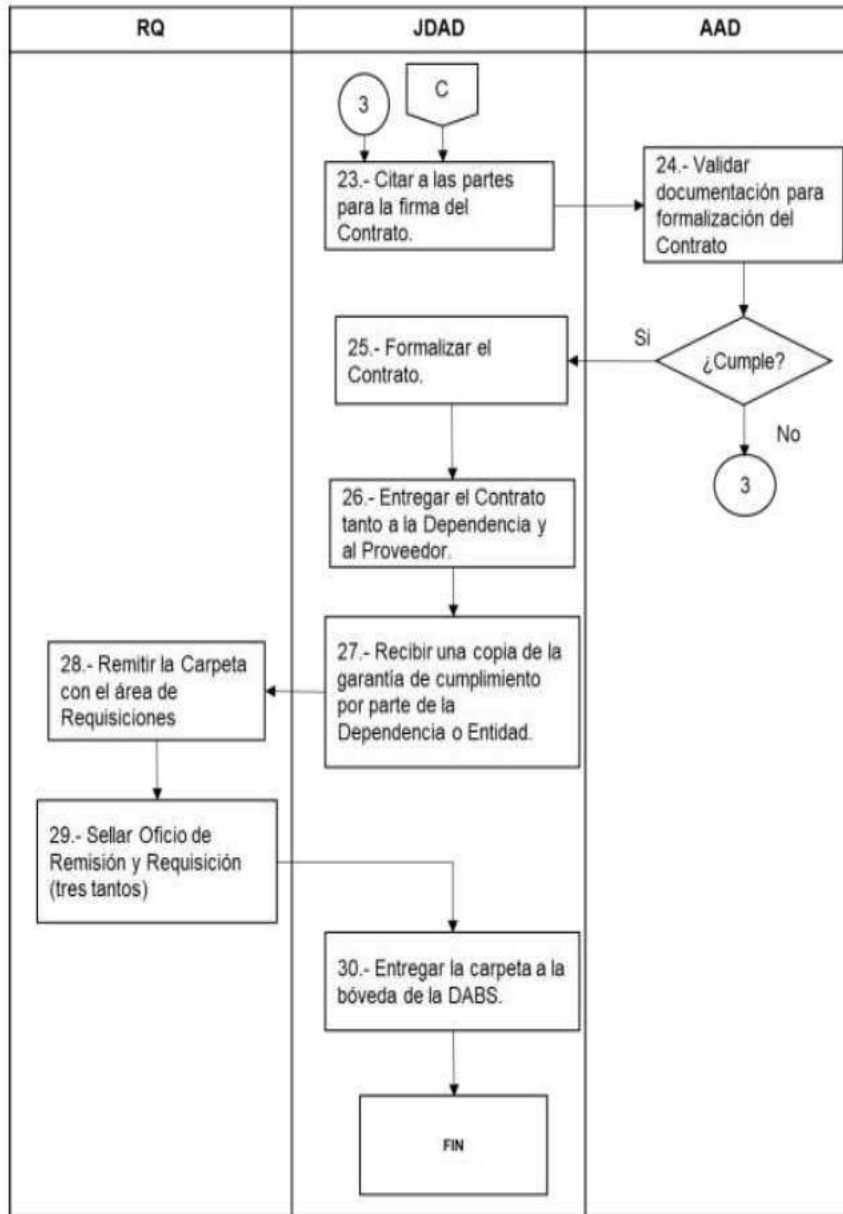 RQ
JDAD
AAD
3
C
23.- Citar a las partes
para la firma del
Contrato.
24.- Validar
documentación para
formalización del
Contrato
¿Cumple?
Si
No
3
25.- Formalizar el
Contrato.
26.- Entregar el Contrato
tanto a la Dependencia y
al Proveedor.
27.- Recibir una copia de la
garantía de cumplimiento
por parte de la
Dependencia o Entidad.
28.- Remitir la Carpeta
con el área de
Requisiciones
29.- Sellar Oficio de
Remisión y Requisición
(tres tantos)
30.- Entregar la carpeta a la
bóveda de la DABS.
FIN